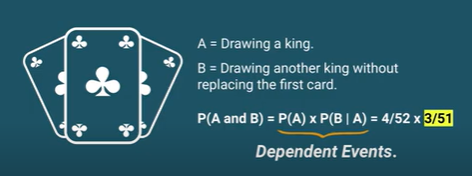 A = Drawing a king.
B = Drawing another king without
replacing the first card.
P(A and B) = P(A) x P(B | A) = 4/52 x 3/51
Dependent Events.